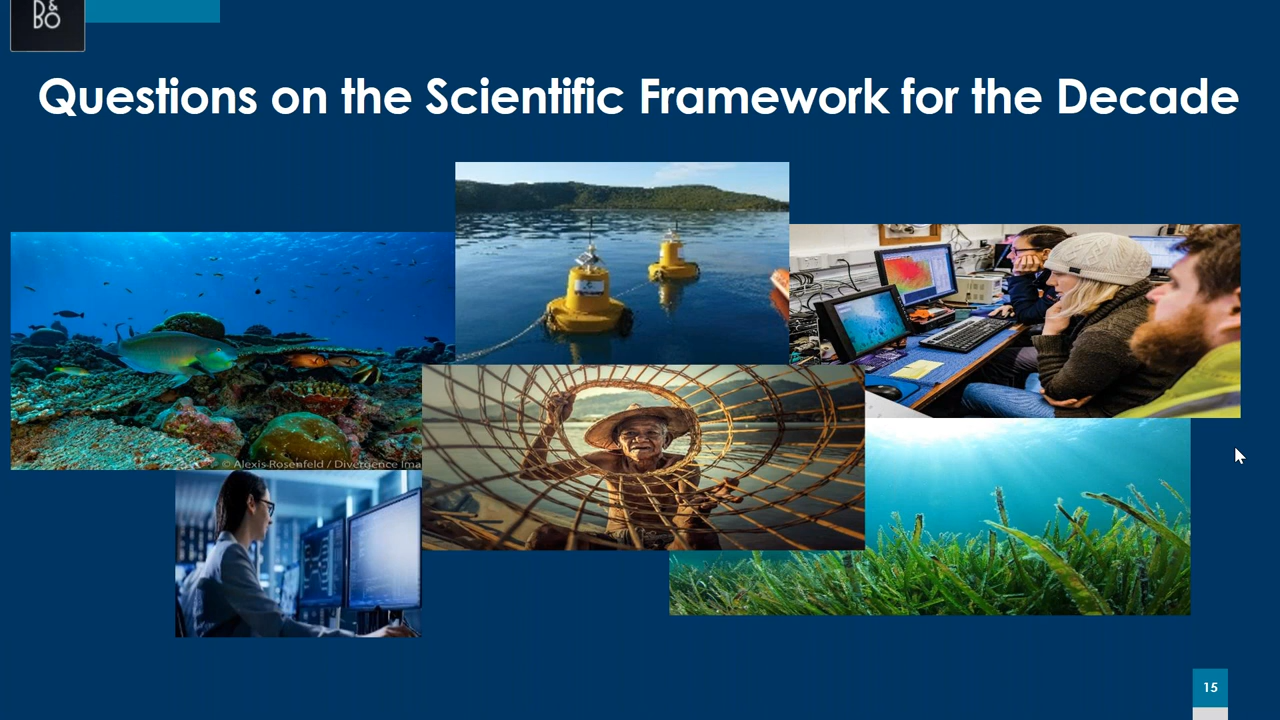 B&O
Questions on the Scientific Framework for the Decade
© Alexis Rosenfeld / Divergence Ima
15